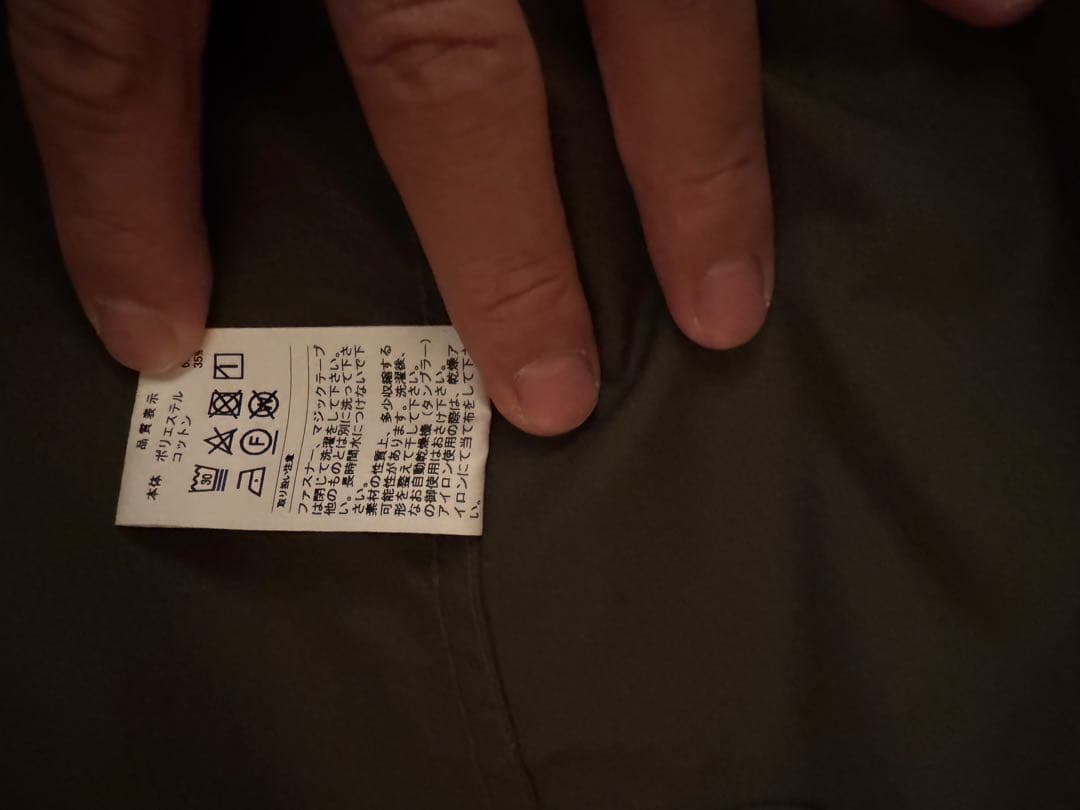 品質表示
本体 ポリエステル 6
コットン 35%
30
F
W
取り扱い注意
ファスナー、マジックテープ
は閉じて洗濯をして下さい。
他のものとは別に洗って下さ
い。長時間水につけないで下
さい。
素材の性質上、多少収縮する
可能性があります。洗濯後、
形を整えて干して下さい。
なお自動乾燥機（タンブラー）
の御使用はおさけ下さい。
アイロン使用の際は、乾燥ア
イロンにて当て布をして下さ
い。